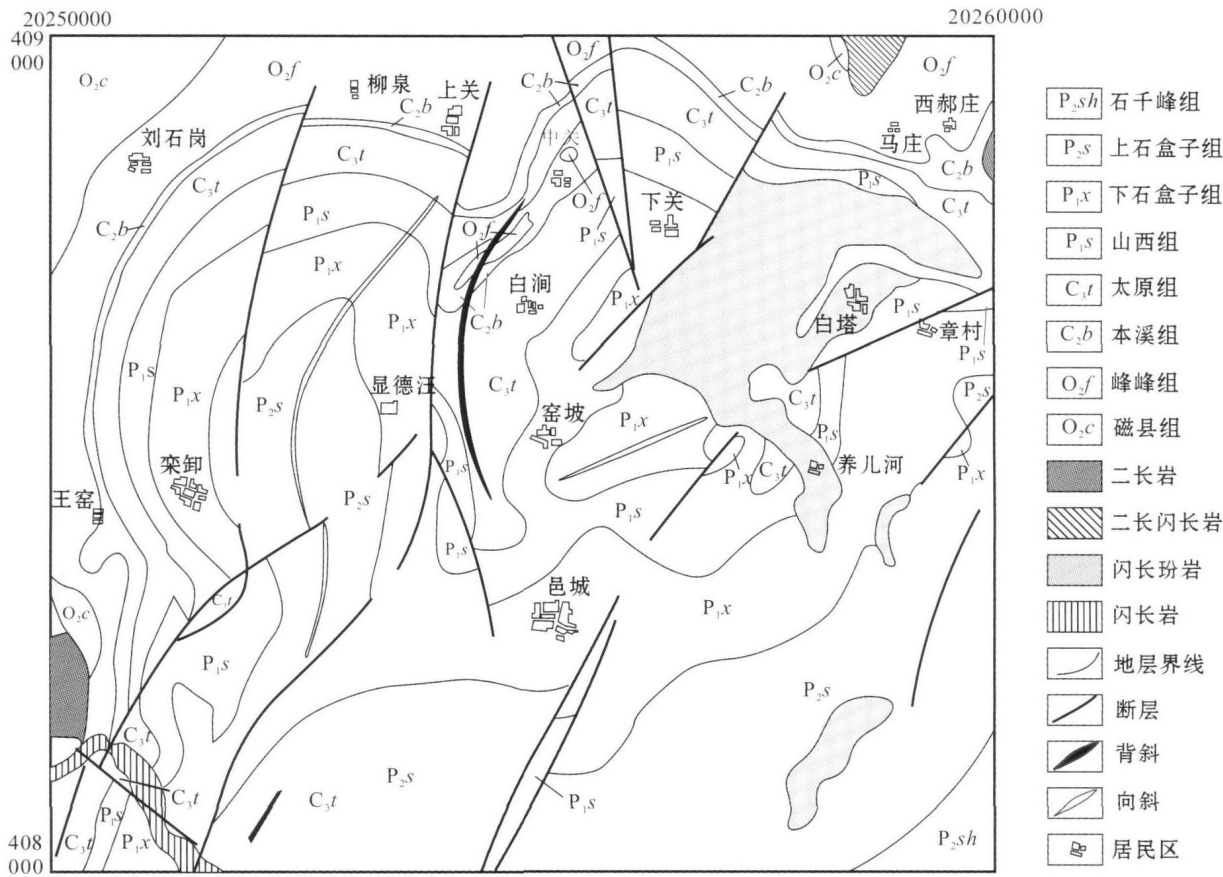 20250000
20260000
409
000
O₂c
O₂f
柳泉
上关
O₂f
C₂b
O₂c
O₂f
C₂b
C₂b
西郝庄
刘石岗
C₃t
中关
C₃t
C₃t
马庄
C₂b
P₁s
P₁s
O₂f
下关
P₁s
C₃t
C₂b
P₁x
O₂f
P₁s
P₁x
白涧
P₁x
白塔
P₁s
章村
C₂b
P₁s
P₁s
P₁x
P₂s
显德汪
C₃t
窑坡
P₁x
C₃t
P₁s
P₂s
栾卸
王窑
P₂s
P₁s
P₁x
C₃t
养儿河
P₁x
P₁s
P₁s
O₂c
C₃t
邑城
P₁x
P₁s
P₂s
C₃t
C₃t
P₂s
C₃t
P₁s
P₁s
408
000
C₃t
P₁x
P₂sh
P₂sh 石千峰组
P₂s 上石盒子组
P₁x 下石盒子组
P₁s 山西组
C₃t 太原组
C₂b 本溪组
O₂f 峰峰组
O₂c 磁县组
二长岩
二长闪长岩
闪长玢岩
闪长岩
地层界线
断层
背斜
向斜
居民区